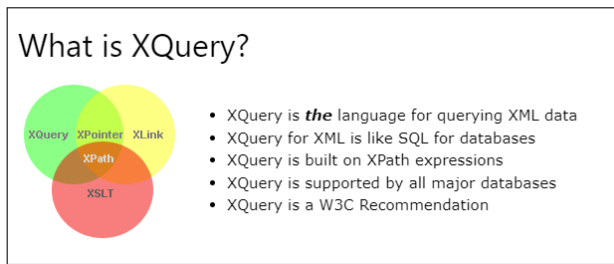 What is XQuery?
XQuery XPointer XLink
XPath
XSLT
XQuery is the language for querying XML data
XQuery for XML is like SQL for databases
XQuery is built on XPath expressions
XQuery is supported by all major databases
XQuery is a W3C Recommendation